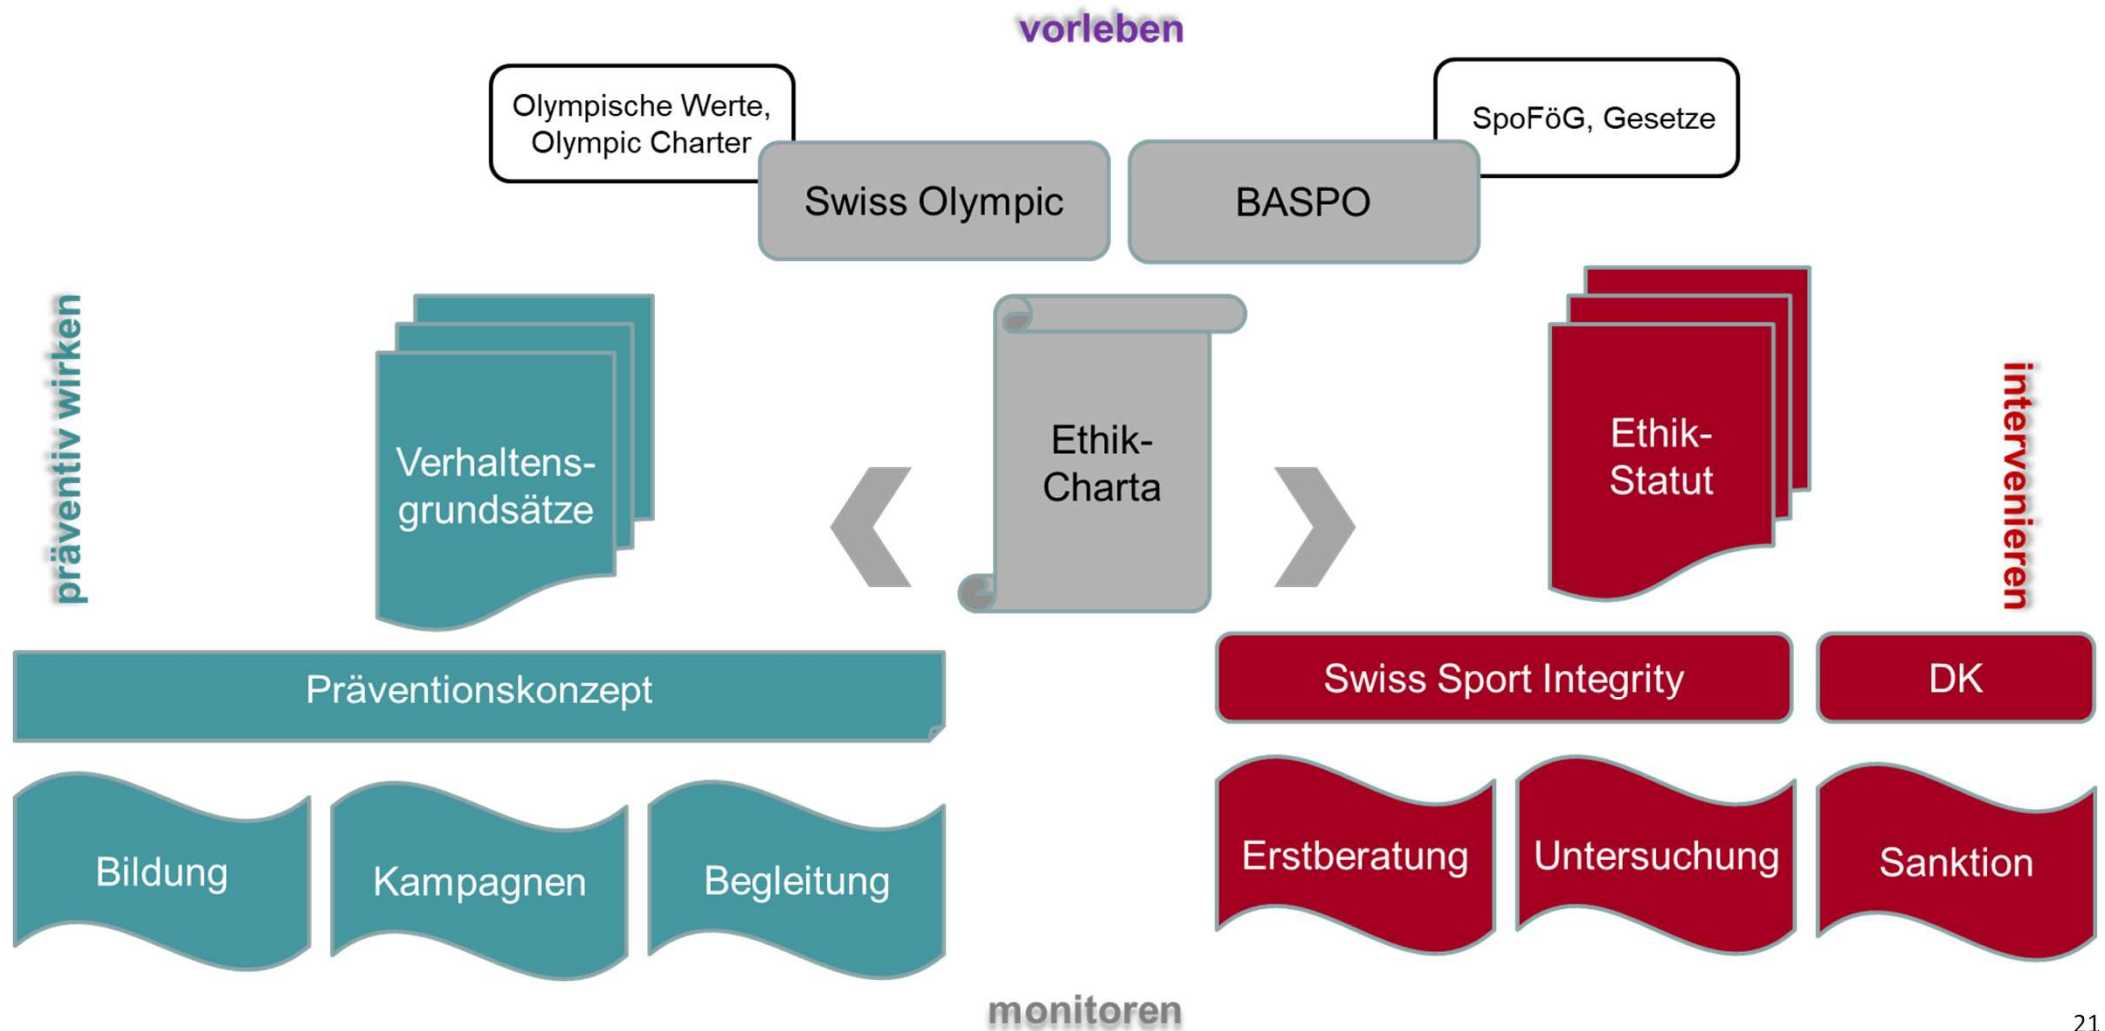 vorleben
Olympische Werte,
Olympic Charter
SpoFöG, Gesetze
Swiss Olympic
BASPO
präventiv wirken
Verhaltens-
grundsätze
Ethik-
Charta
Ethik-
Statut
intervenieren
Präventionskonzept
Swiss Sport Integrity
DK
Bildung
Kampagnen
Begleitung
Erstberatung
Untersuchung
Sanktion
monitoren
21